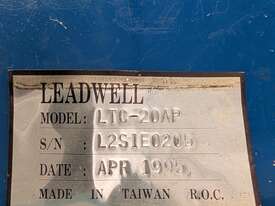 LEADWELL
MODEL: LTC-20AP
S/N : L2S1E0205
DATE : APR.1995.
MADE IN TAIWAN R.O.C.